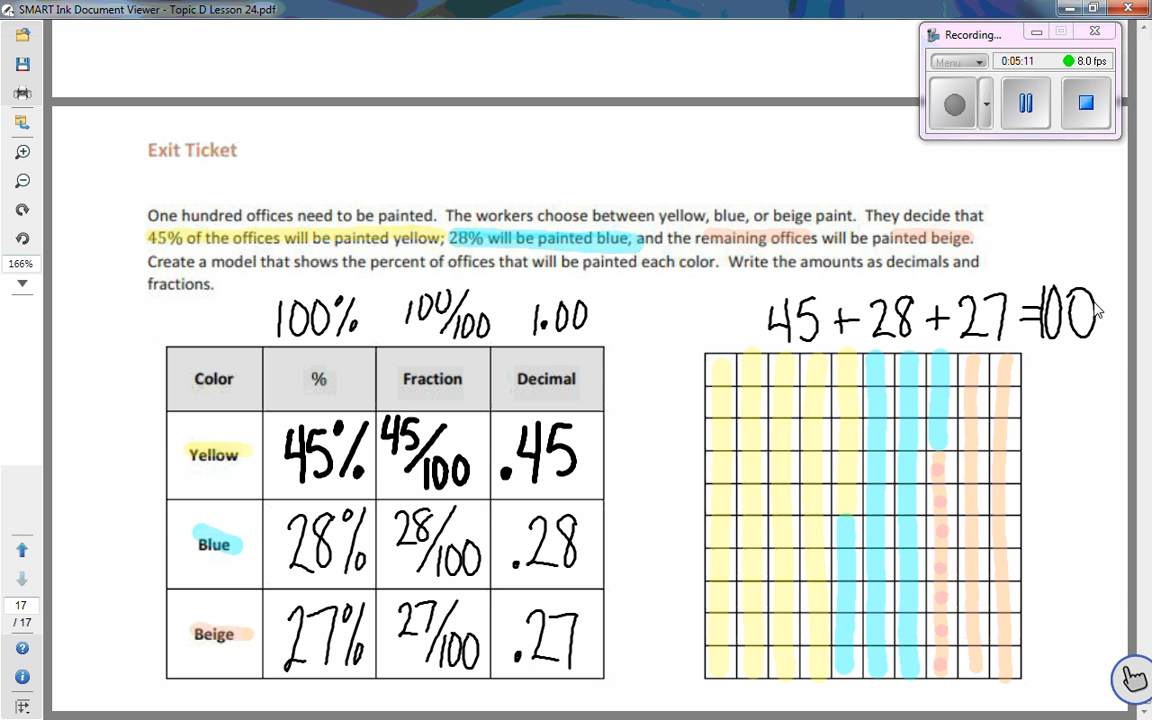 SMART Ink Document Viewer - Topic D Lesson 24.pdf
Recording...
Menu
0:05:11
8.0 fps
Exit Ticket
One hundred offices need to be painted. The workers choose between yellow, blue, or beige paint. They decide that
45% of the offices will be painted yellow; 28% will be painted blue, and the remaining offices will be painted beige.
Create a model that shows the percent of offices that will be painted each color. Write the amounts as decimals and
fractions.
166%
100% 100/100 1.00
45 + 28 + 27 = 100
Color % Fraction Decimal
Yellow 45% 45/100 .45
Blue 28% 28/100 .28
Beige 27% 27/100 .27
17
/ 17